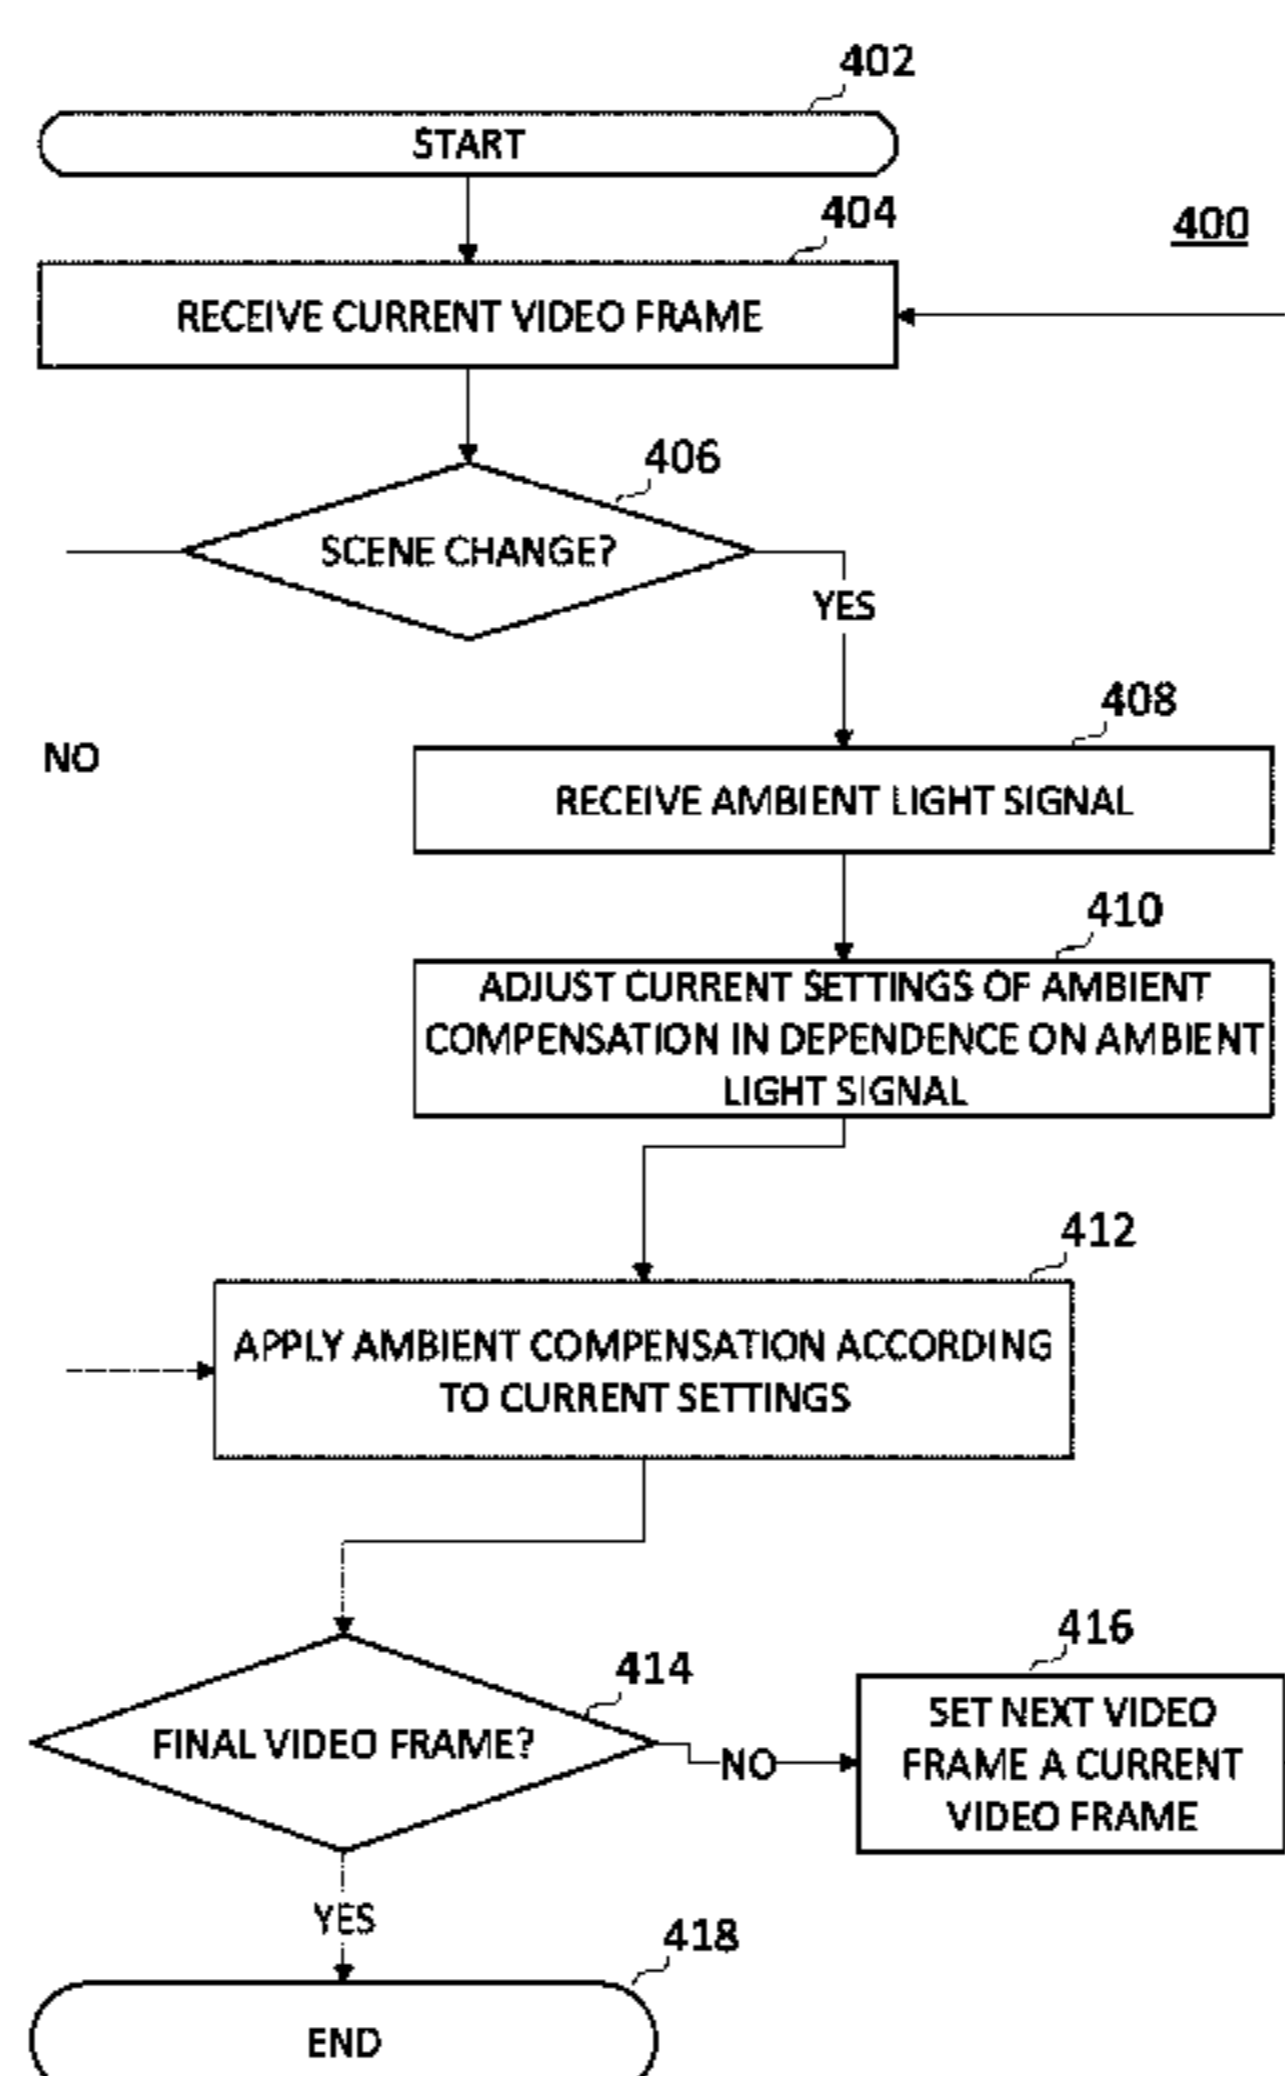 402
START
404
400
RECEIVE CURRENT VIDEO FRAME
406
SCENE CHANGE?
YES
408
NO
RECEIVE AMBIENT LIGHT SIGNAL
410
ADJUST CURRENT SETTINGS OF AMBIENT
COMPENSATION IN DEPENDENCE ON AMBIENT
LIGHT SIGNAL
412
APPLY AMBIENT COMPENSATION ACCORDING
TO CURRENT SETTINGS
416
414
SET NEXT VIDEO
FRAME A CURRENT
VIDEO FRAME
FINAL VIDEO FRAME?
NO
YES
418
END